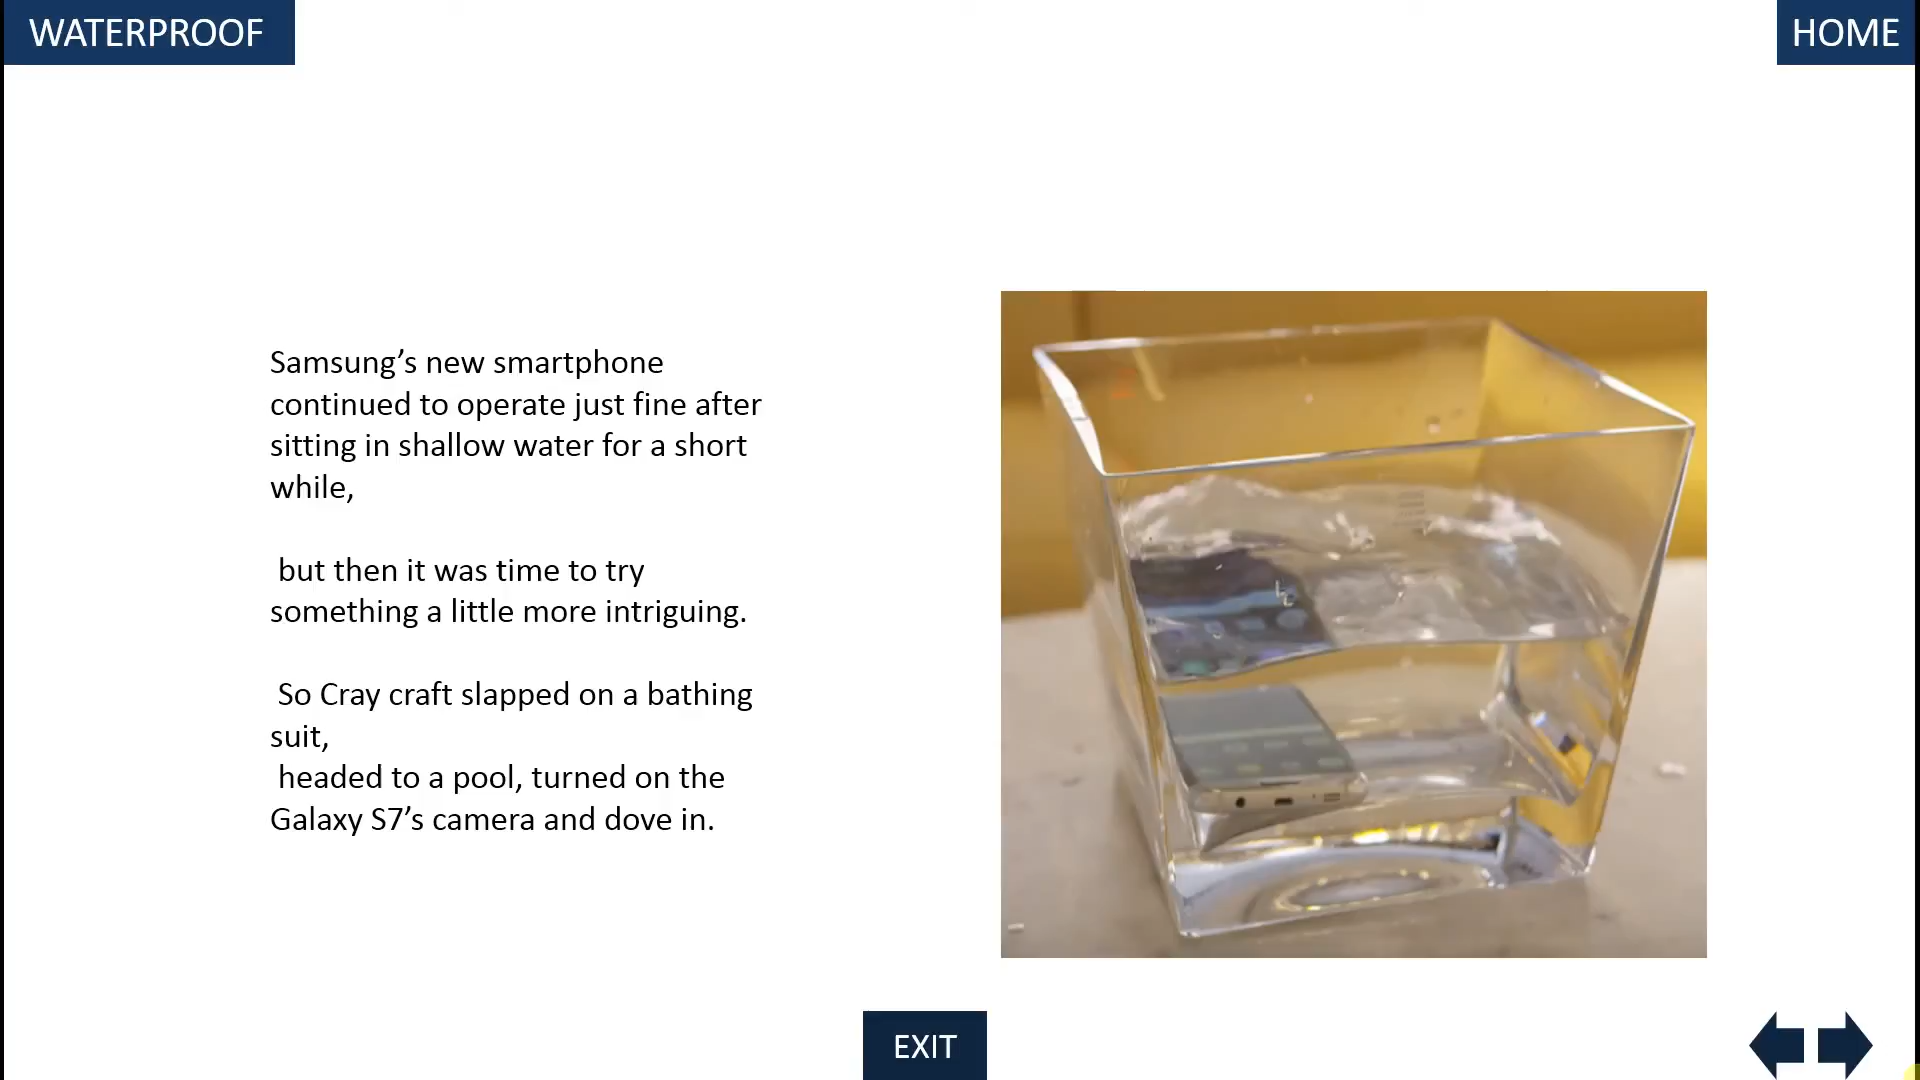 WATERPROOF
HOME
Samsung’s new smartphone
continued to operate just fine after
sitting in shallow water for a short
while,
but then it was time to try
something a little more intriguing.
So Cray craft slapped on a bathing
suit,
headed to a pool, turned on the
Galaxy S7’s camera and dove in.
EXIT